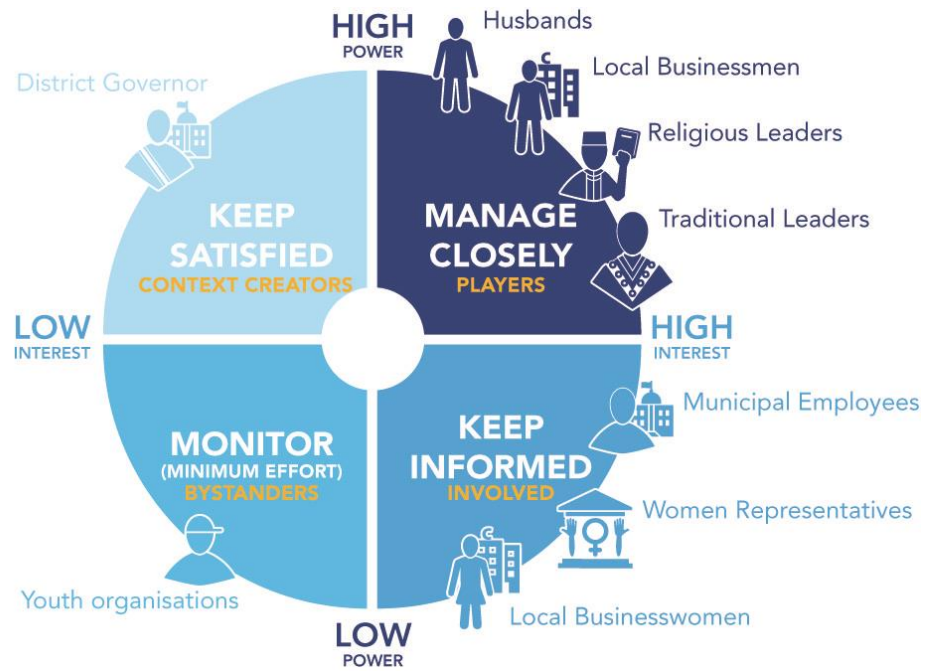 HIGH
POWER
Husbands
Local Businessmen
District Governor
Religious Leaders
Traditional Leaders
KEEP
SATISFIED
CONTEXT CREATORS
MANAGE
CLOSELY
PLAYERS
LOW
INTEREST
HIGH
INTEREST
Municipal Employees
MONITOR
(MINIMUM EFFORT)
BYSTANDERS
KEEP
INFORMED
INVOLVED
Women Representatives
Youth organisations
Local Businesswomen
LOW
POWER